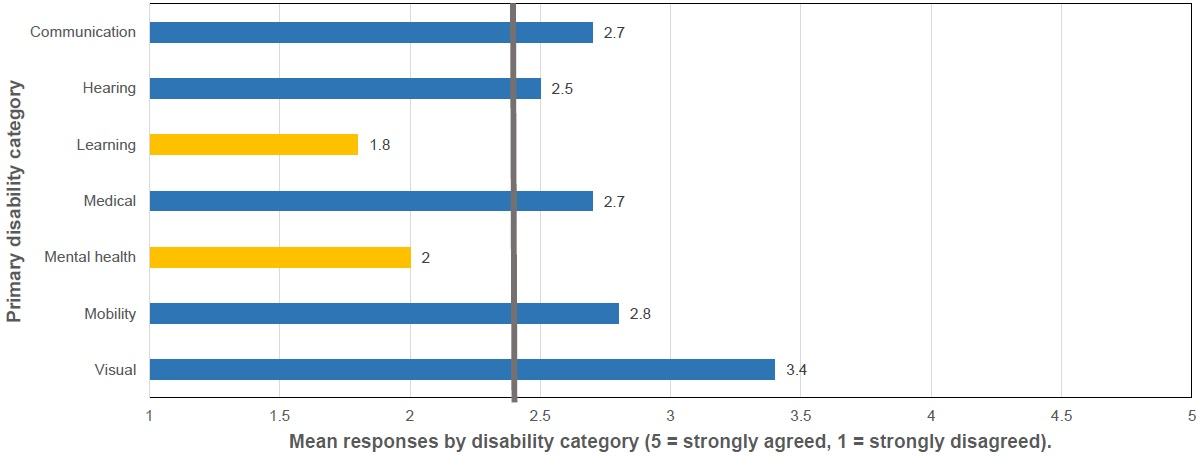 Primary disability category
Communication 2.7
Hearing 2.5
Learning 1.8
Medical 2.7
Mental health 2
Mobility 2.8
Visual 3.4
1 1.5 2 2.5 3 3.5 4 4.5 5
Mean responses by disability category (5 = strongly agreed, 1 = strongly disagreed).